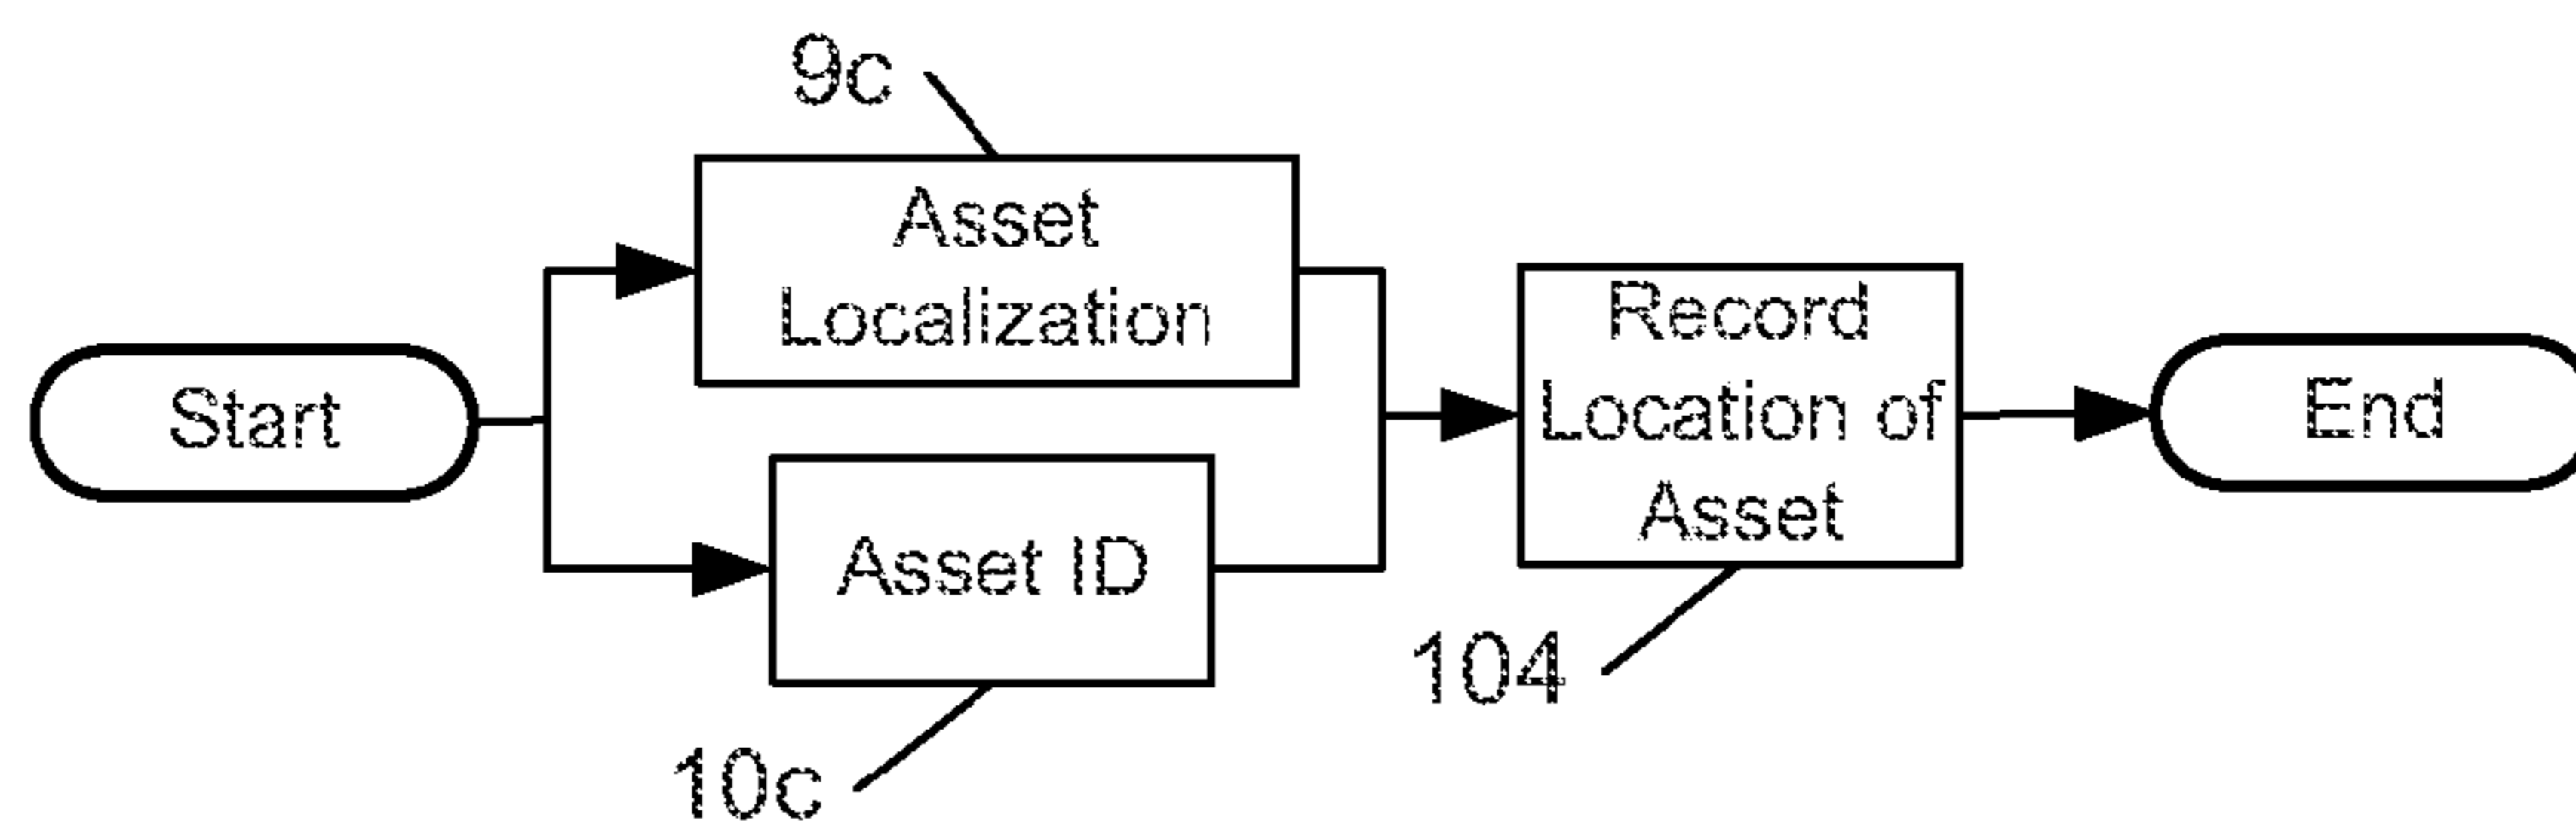 9c
Asset
Localization
Start
Asset ID
10c
Record
Location of
Asset
104
End